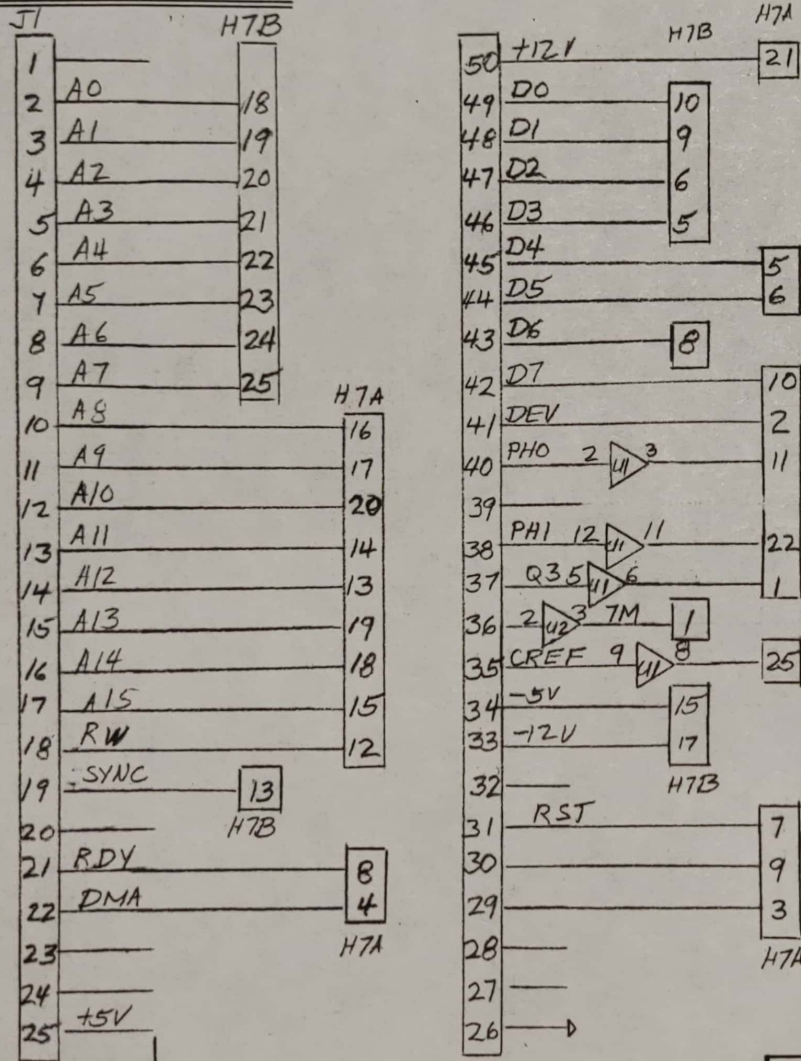 J1 H7B
1
2 A0 18
3 A1 19
4 A2 20
5 A3 21
6 A4 22
7 A5 23
8 A6 24
9 A7 25
H7A
10 A8 16
11 A9 17
12 A10 20
13 A11 14
14 A12 13
15 A13 19
16 A14 18
17 A15 15
18 RW 12
19 SYNC 13
H7B
20
21 RDY 8
22 DMA 4
H7A
23
24
25 +5V
H7B H7A
50 +12V 21
49 D0 10
48 D1 9
47 D2 6
46 D3 5
45 D4 5
44 D5 6
43 D6 8
42 D7 10
41 DEV 2
40 PH0 2 U1 3 11
39
38 PH1 12 U1 11 22
37 Q3 5 U1 6 1
36 2 U2 3 7M 1
35 CREF 9 U1 8 25
34 -5V 15
33 -12V 17
32 H7B
31 RST 7
30 9
29 3
28 H7A
27
26